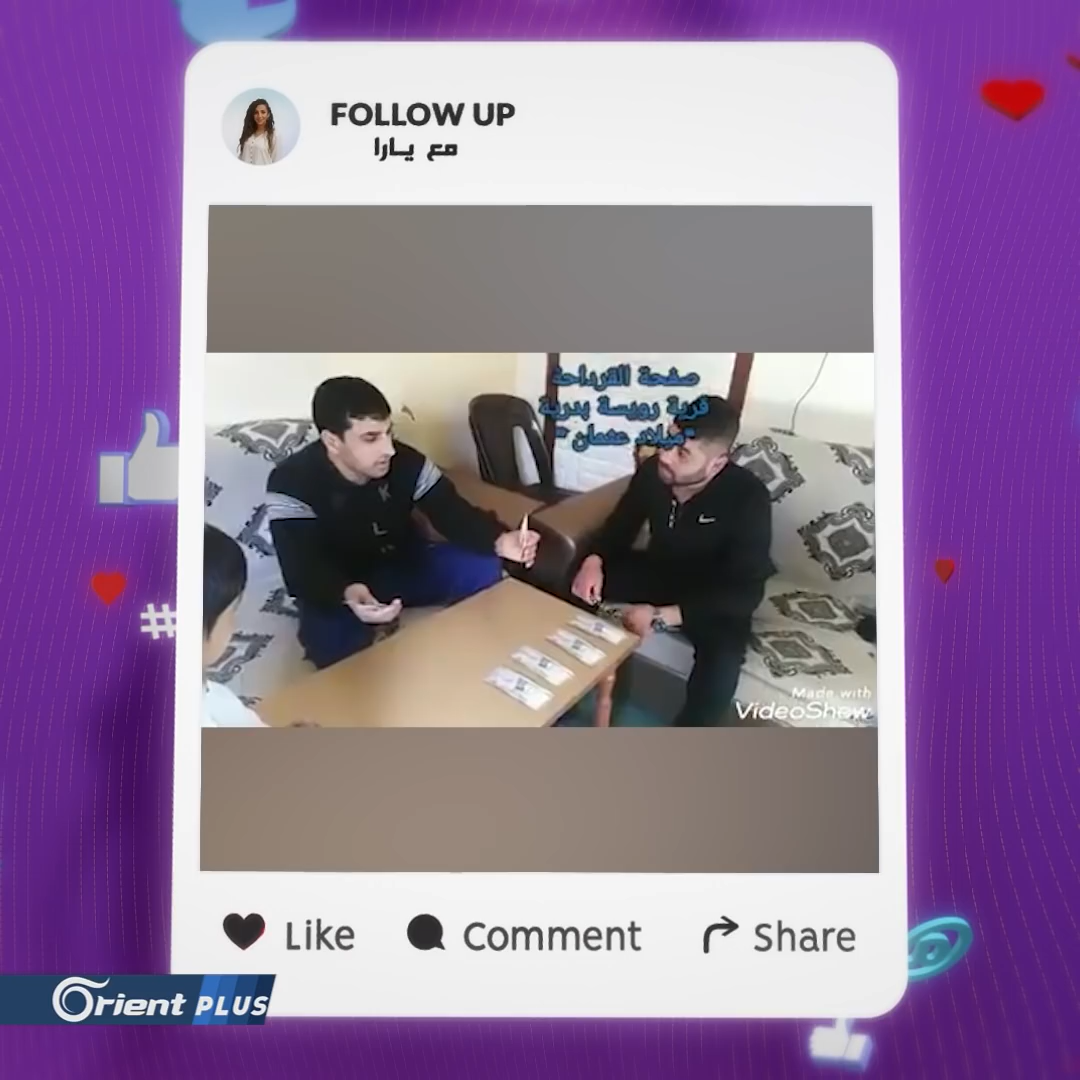 FOLLOW UP
مع يارا
صفحة القرداحة
قرية رويسة بدرية
"ميلاد عثمان"
Made with
VideoShow
Like
Comment
Share
Orient PLUS